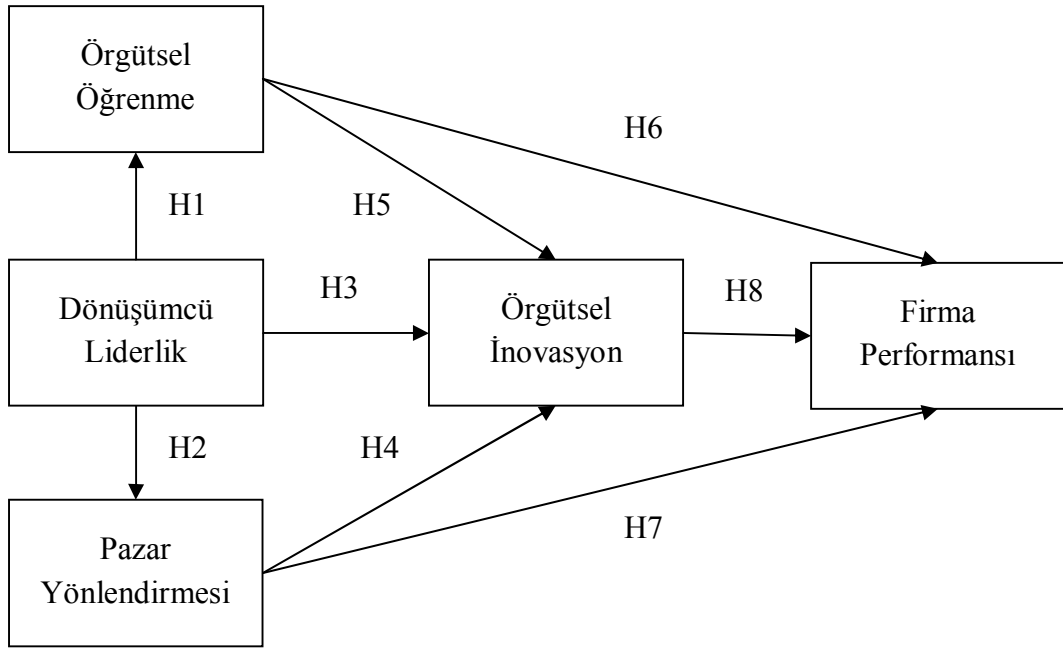 Örgütsel
Öğrenme
H6
H1
H5
Dönüşümcü
Liderlik
H3
Örgütsel
İnovasyon
H8
Firma
Performansı
H2
H4
H7
Pazar
Yönlendirmesi